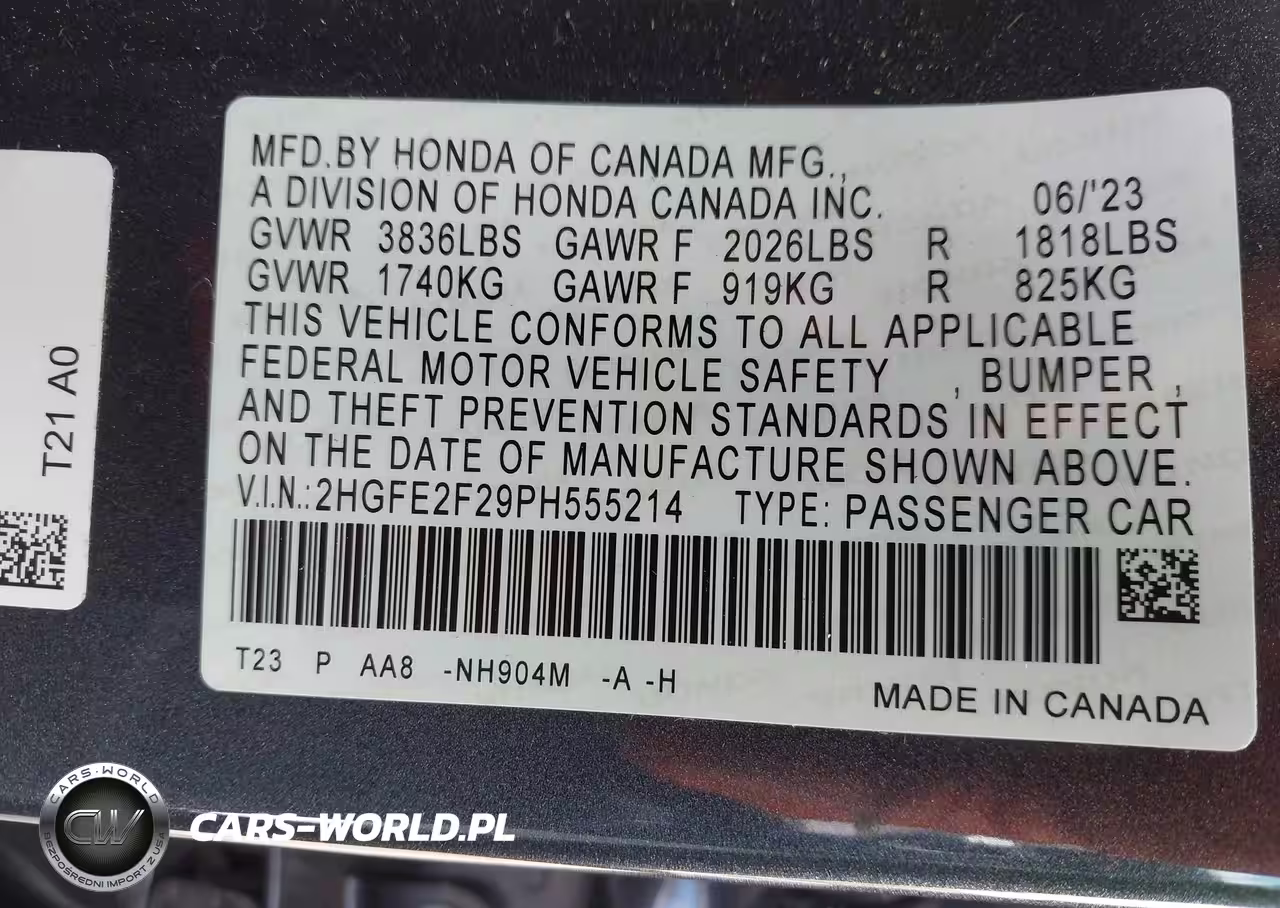 MFD.BY HONDA OF CANADA MFG.,
A DIVISION OF HONDA CANADA INC. 06/'23
GVWR 3836LBS GAWR F 2026LBS R 1818LBS
GVWR 1740KG GAWR F 919KG R 825KG
THIS VEHICLE CONFORMS TO ALL APPLICABLE
FEDERAL MOTOR VEHICLE SAFETY , BUMPER ,
AND THEFT PREVENTION STANDARDS IN EFFECT
ON THE DATE OF MANUFACTURE SHOWN ABOVE.
V.I.N.:2HGFE2F29PH555214 TYPE: PASSENGER CAR
T23 P AA8 -NH904M -A -H
MADE IN CANADA
T21 A0
CARS-WORLD
CW
BEZPOŚREDNI IMPORT Z USA
CARS-WORLD.PL